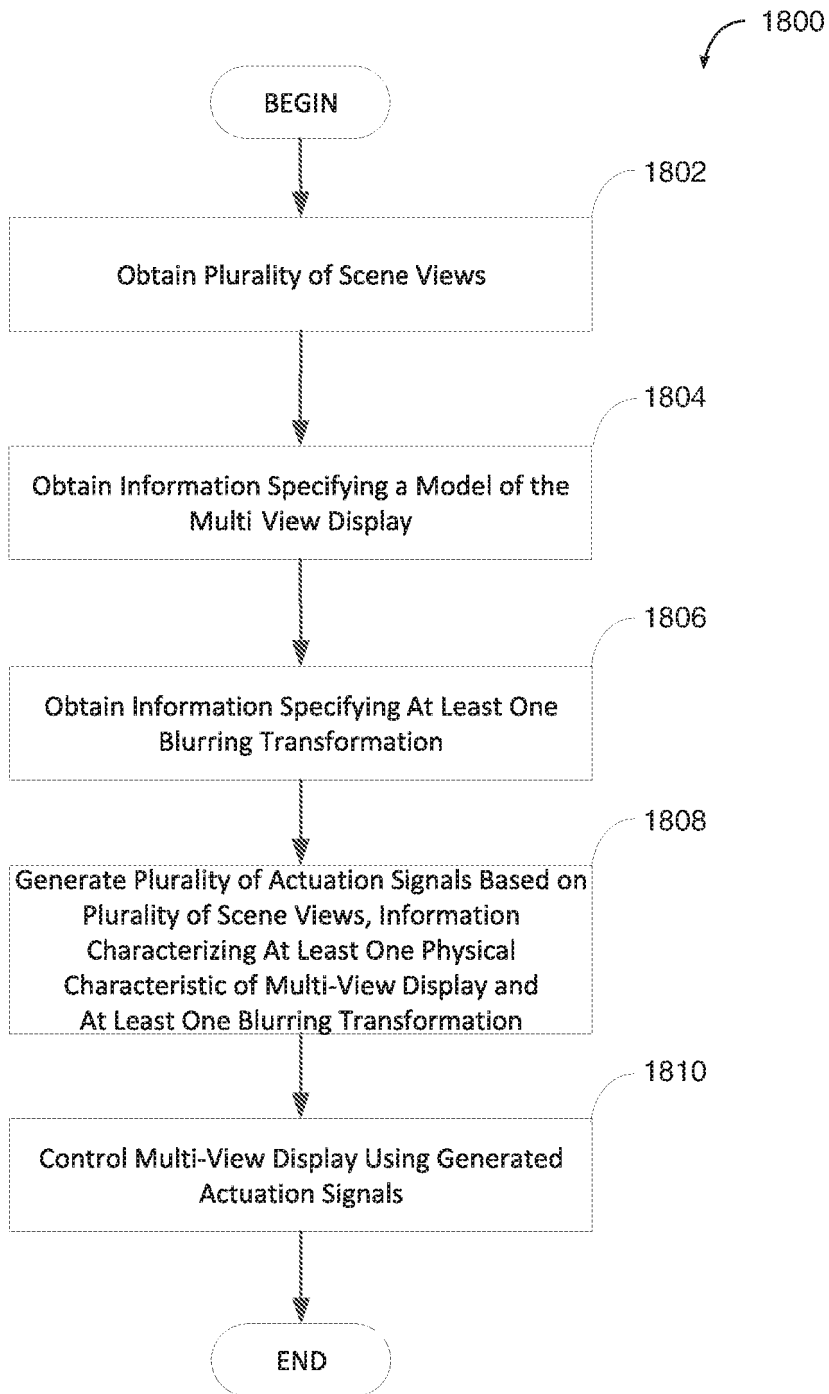 1800
BEGIN
1802
Obtain Plurality of Scene Views
1804
Obtain Information Specifying a Model of the
Multi View Display
1806
Obtain Information Specifying At Least One
Blurring Transformation
1808
Generate Plurality of Actuation Signals Based on
Plurality of Scene Views, Information
Characterizing At Least One Physical
Characteristic of Multi-View Display and
At Least One Blurring Transformation
1810
Control Multi-View Display Using Generated
Actuation Signals
END